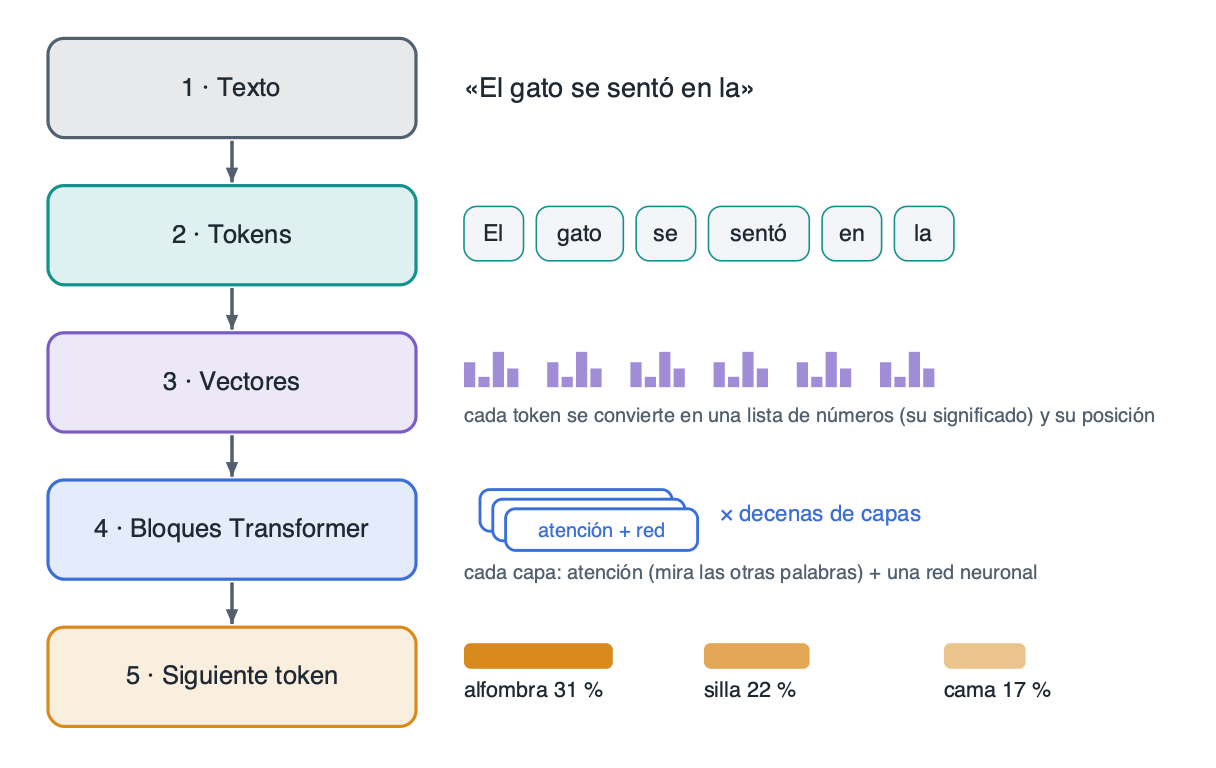 1 · Texto
«El gato se sentó en la»
2 · Tokens
El gato se sentó en la
3 · Vectores
cada token se convierte en una lista de números (su significado) y su posición
4 · Bloques Transformer
atención + red
× decenas de capas
cada capa: atención (mira las otras palabras) + una red neuronal
5 · Siguiente token
alfombra 31 % silla 22 % cama 17 %